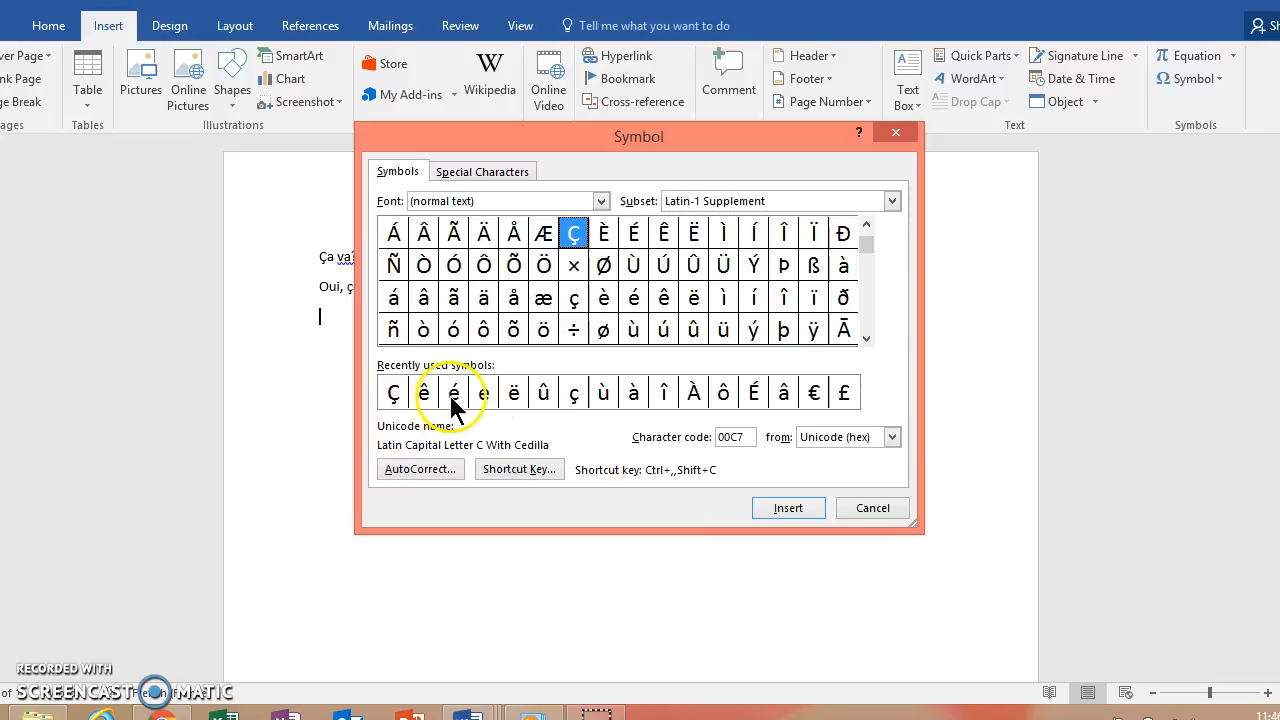 Home Insert Design Layout References Mailings Review View Tell me what you want to do
ver Page SmartArt Store Hyperlink Header Quick Parts Signature Line Equation
nk Page Chart My Add-ins Bookmark Footer WordArt Date & Time Symbol
ge Break Table Pictures Online Pictures Shapes Screenshot Wikipedia Online Video Cross-reference Comment Page Number Text Box Drop Cap Object
ages Tables Illustrations Text Symbols
Symbol
? ×
Symbols Special Characters
Font: (normal text) Subset: Latin-1 Supplement
Á Â Ã Ä Å Æ Ç È É Ê Ë Ì Í Î Ï Ð
Ñ Ò Ó Ô Õ Ö × Ø Ù Ú Û Ü Ý Þ ß à
á â ã ä å æ ç è é ê ë ì í î ï ð
ñ ò ó ô õ ö ÷ ø ù ú û ü ý þ ÿ Ā
Ça va?
Oui, ç
Recently used symbols:
Ç ê é ë û ç ù à î À ô É â € £
Unicode name:
Latin Capital Letter C With Cedilla
Character code: 00C7 from: Unicode (hex)
AutoCorrect... Shortcut Key... Shortcut key: Ctrl+,,Shift+C
Insert Cancel
RECORDED WITH
SCREENCAST MATIC
of